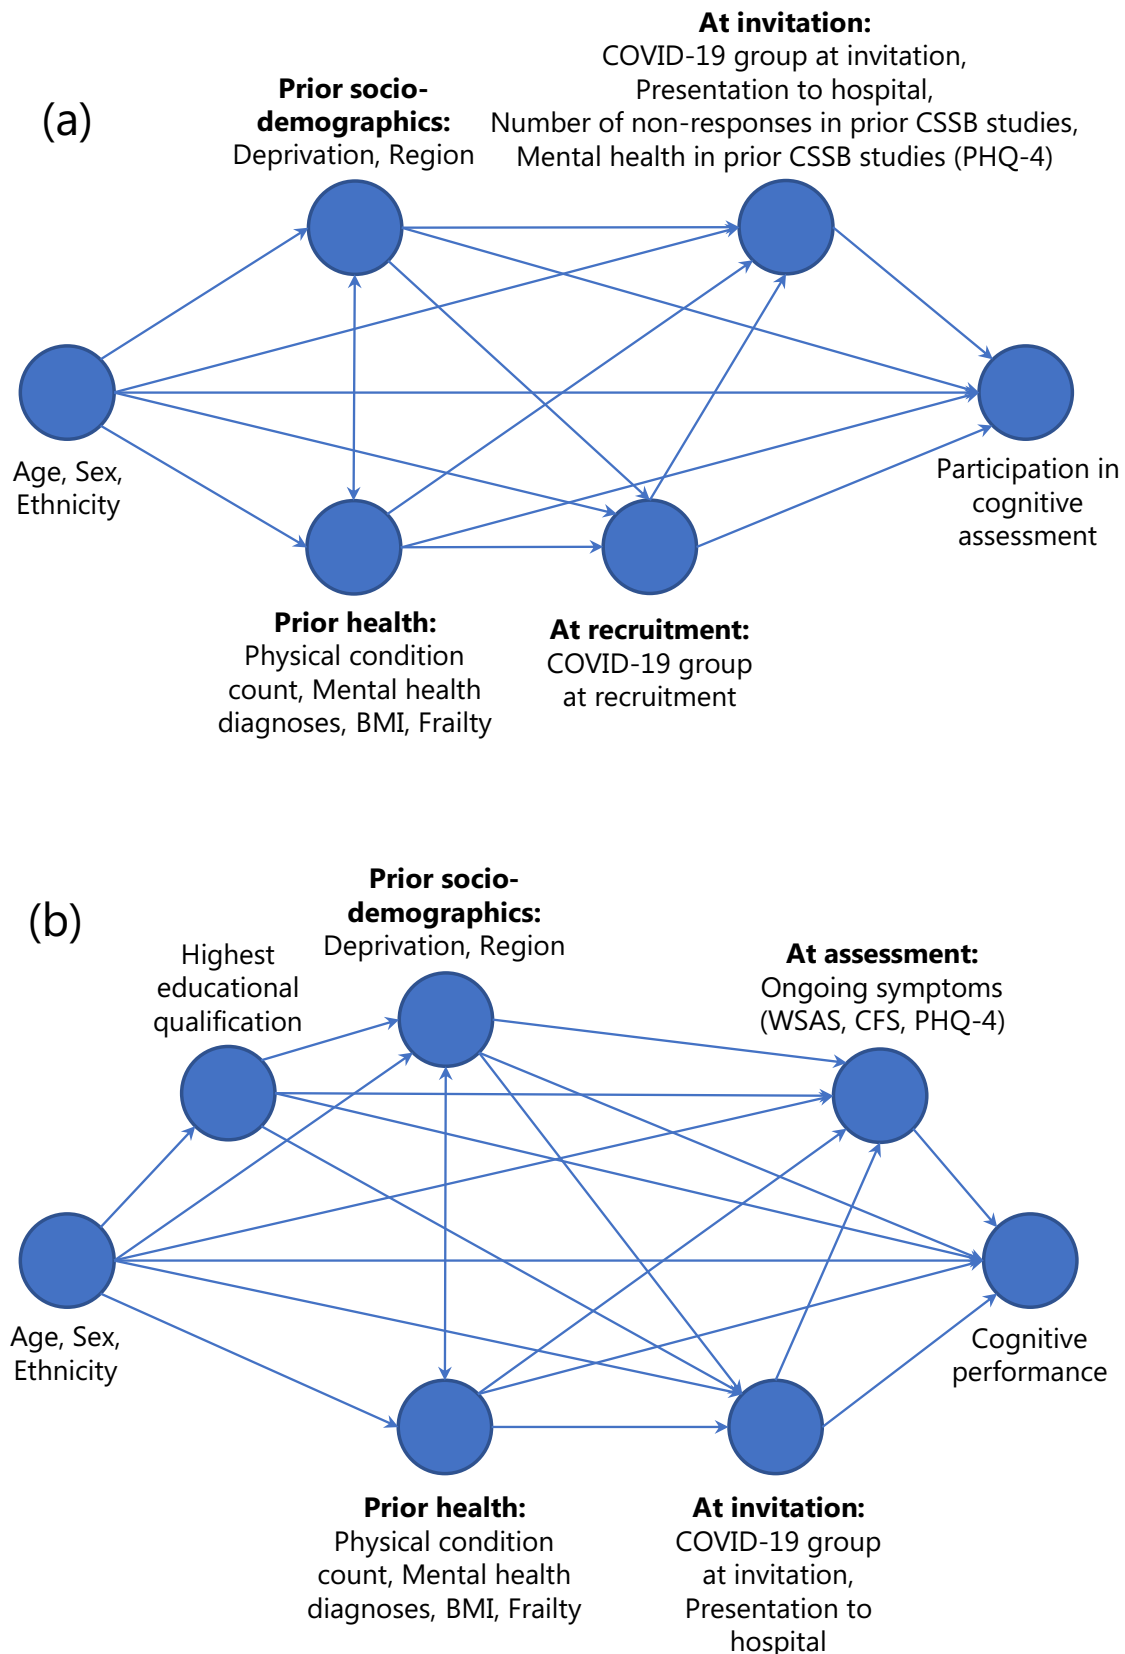 (a)
Prior socio-
demographics:
Deprivation, Region
At invitation:
COVID-19 group at invitation,
Presentation to hospital,
Number of non-responses in prior CSSB studies,
Mental health in prior CSSB studies (PHQ-4)
Age, Sex,
Ethnicity
Participation in
cognitive
assessment
Prior health:
Physical condition
count, Mental health
diagnoses, BMI, Frailty
At recruitment:
COVID-19 group
at recruitment
(b)
Highest
educational
qualification
Prior socio-
demographics:
Deprivation, Region
At assessment:
Ongoing symptoms
(WSAS, CFS, PHQ-4)
Age, Sex,
Ethnicity
Cognitive
performance
Prior health:
Physical condition
count, Mental health
diagnoses, BMI, Frailty
At invitation:
COVID-19 group
at invitation,
Presentation to
hospital